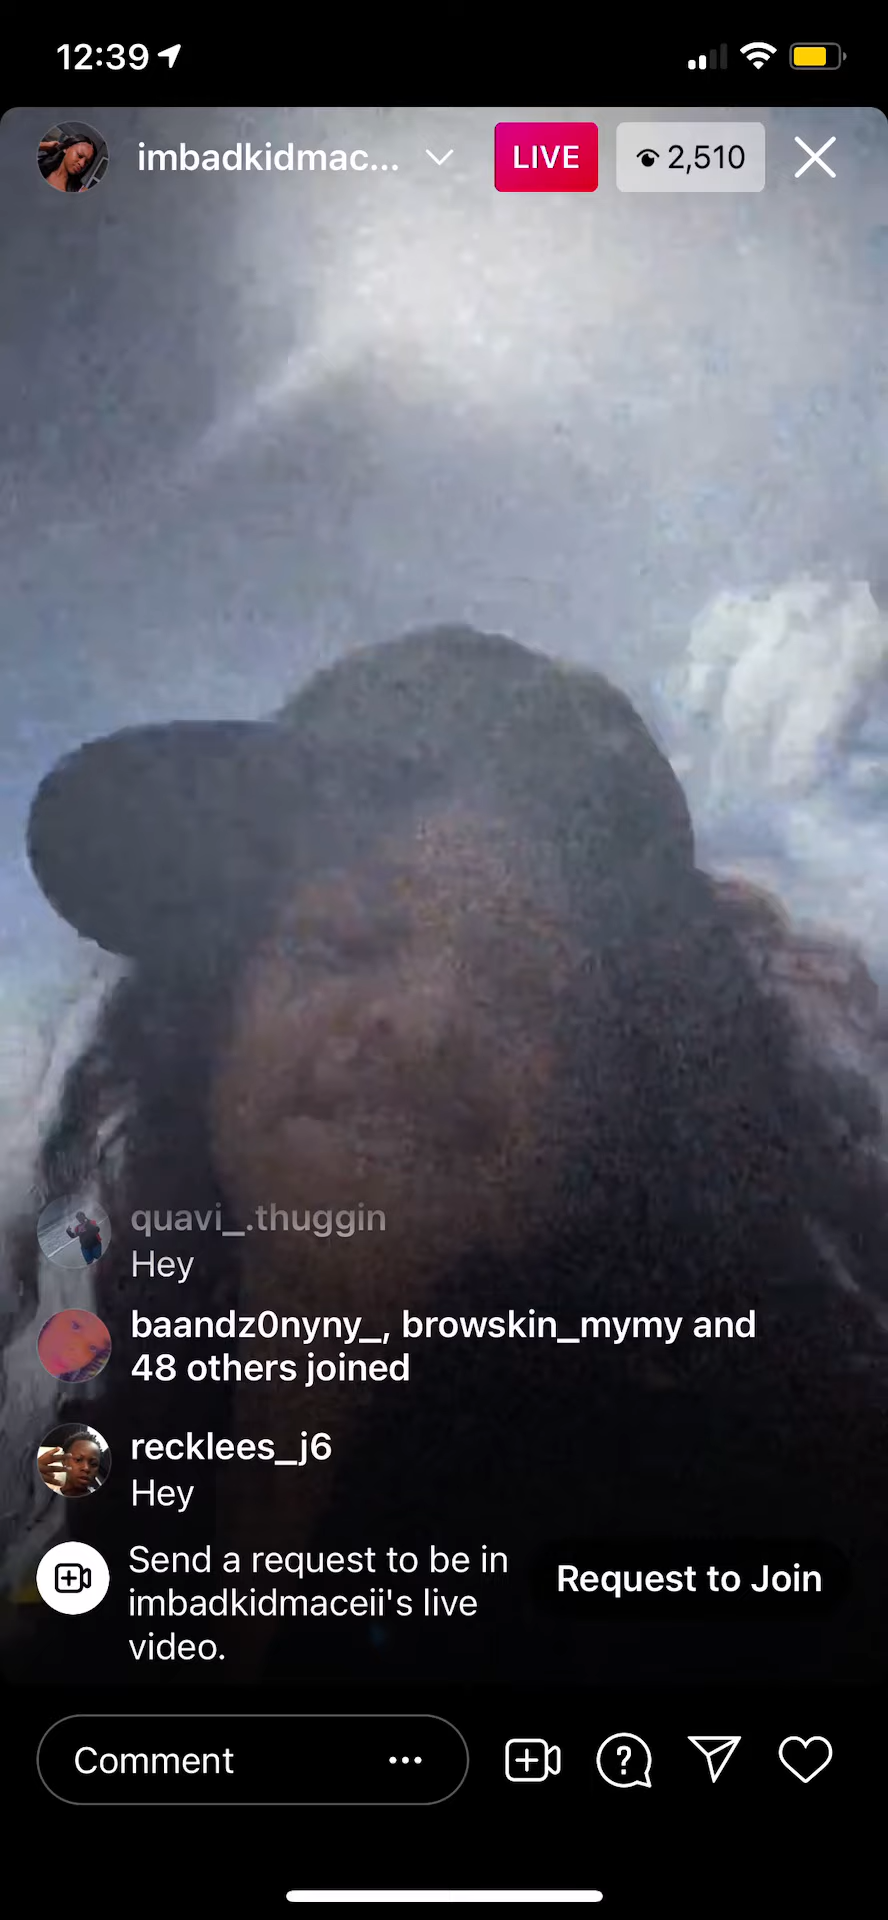 12:39
imbadkidmac...
LIVE
2,510
quavi_.thuggin
Hey
baandz0nyny_, browskin_mymy and
48 others joined
recklees_j6
Hey
Send a request to be in
imbadkidmaceii's live
video.
Request to Join
Comment